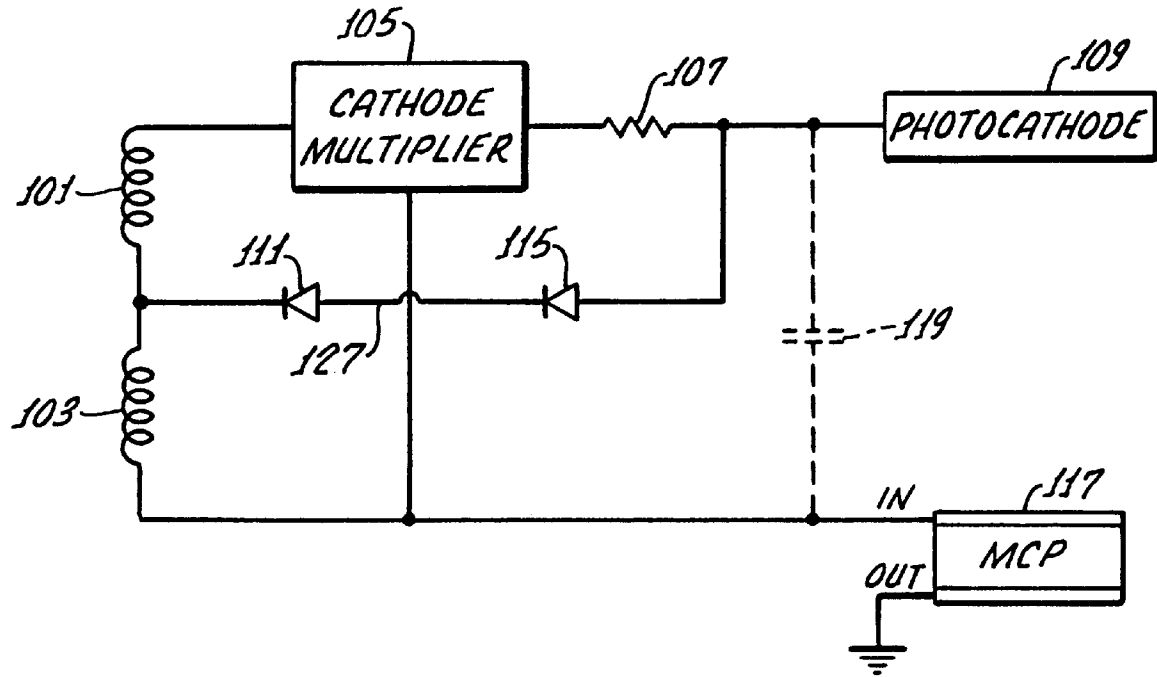 105
CATHODE
MULTIPLIER
107
109
PHOTOCATHODE
101
111
115
127
119
103
IN
117
MCP
OUT